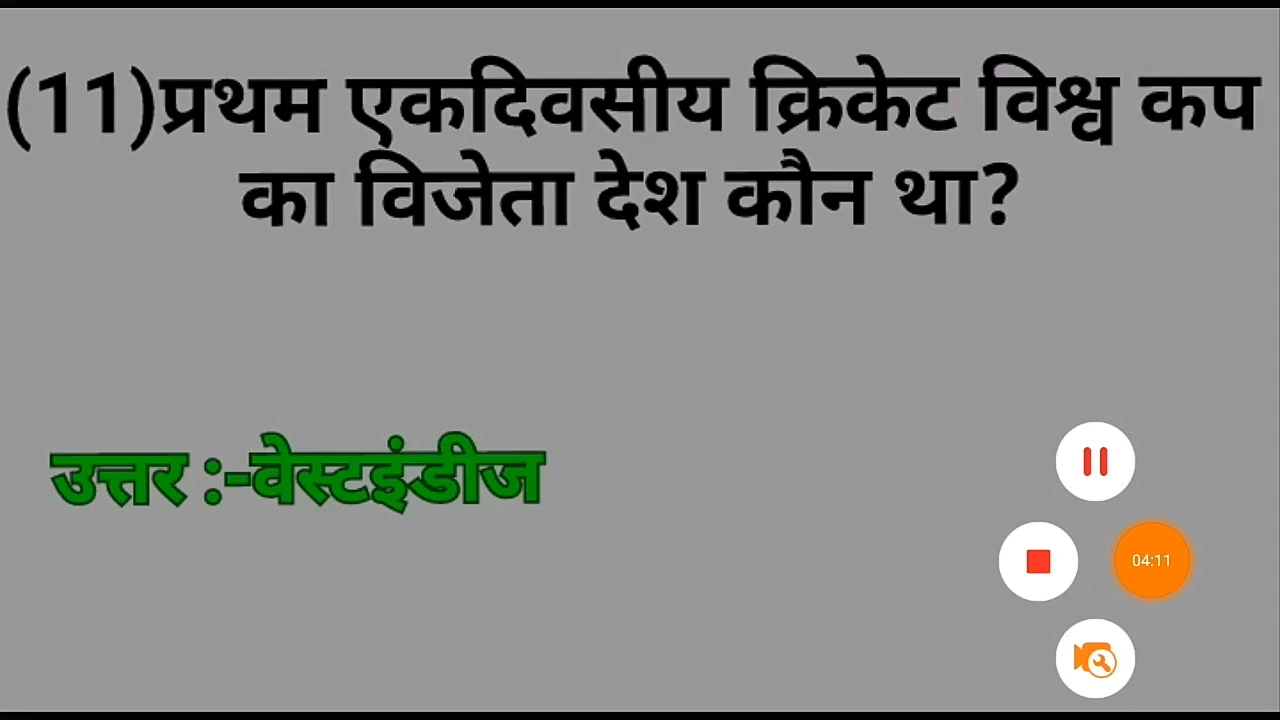 (11)प्रथम एकदिवसीय क्रिकेट विश्व कप
का विजेता देश कौन था?
उत्तर :-वेस्टइंडीज
04:11